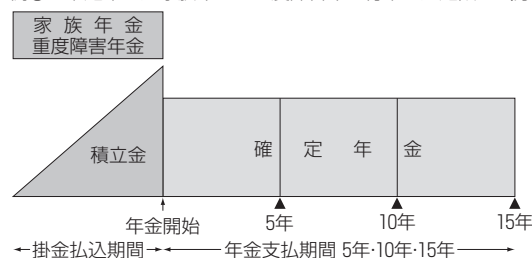 家族年金
重度障害年金
積立金
確定年金
年金開始
5年
10年
15年
掛金払込期間
年金支払期間 5年·10年·15年